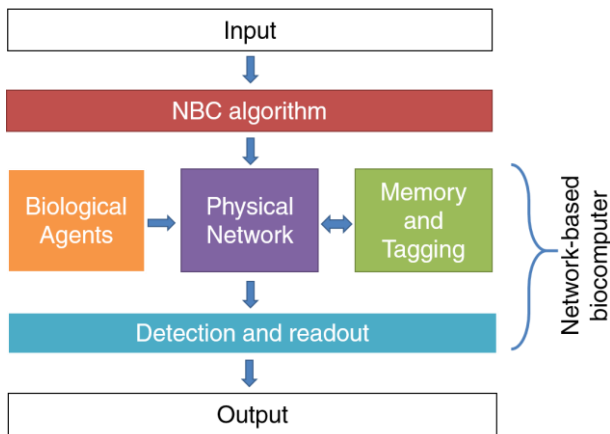 Input
NBC algorithm
Biological
Agents
Physical
Network
Memory
and
Tagging
Network-based
biocomputer
Detection and readout
Output